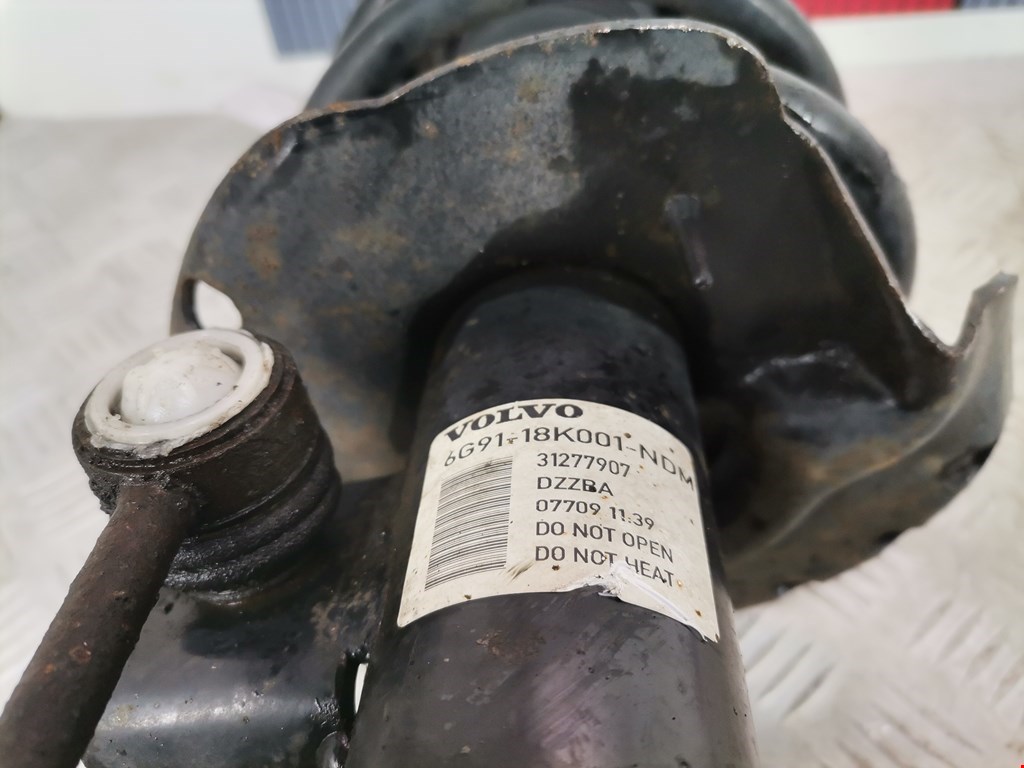 VOLVO
6G91-18K001-NDM
31277907
DZZBA
07709 11:39
DO NOT OPEN
DO NOT HEAT